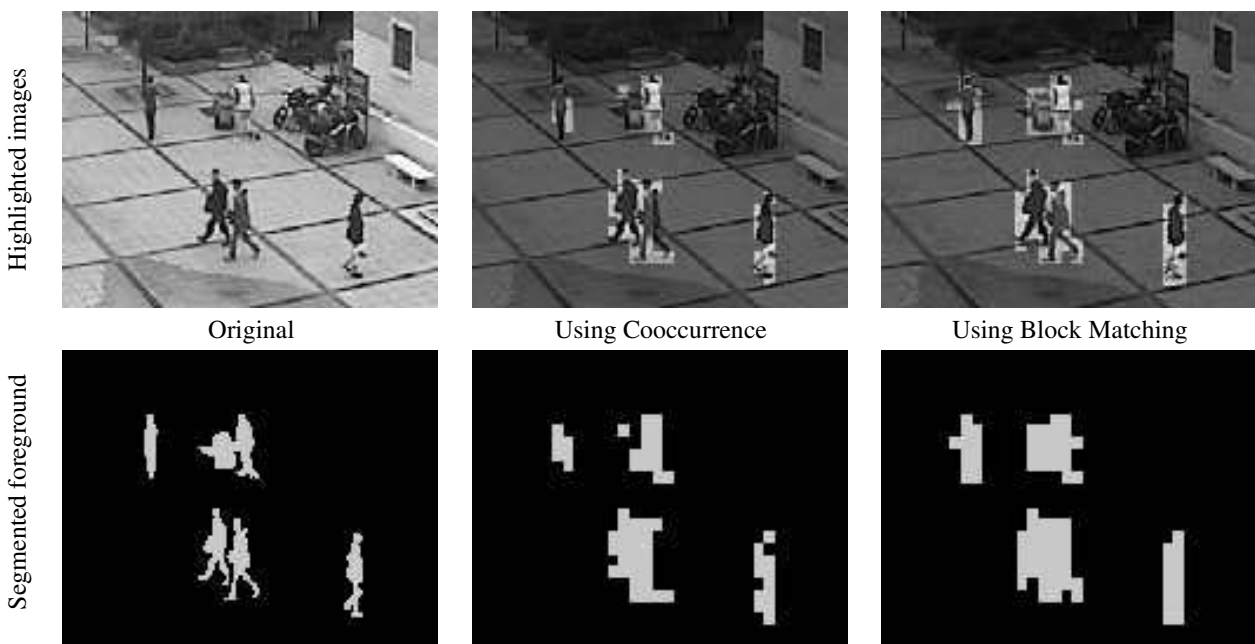 Highlighted images
Original
Using Cooccurrence
Using Block Matching
Segmented foreground